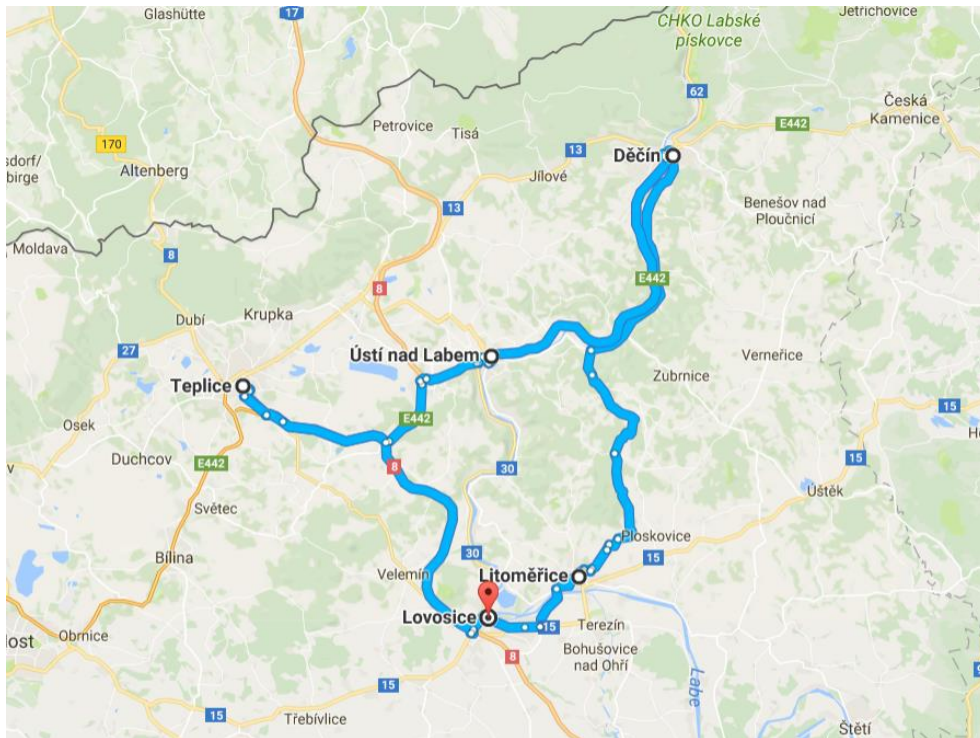 Glashütte
17
CHKO Labské
pískovce
Jetřichovice
62
Česká
Kamenice
E442
Petrovice
Tisá
13
Děčín
170
Jílové
Altenberg
Benešov nad
Ploučnicí
13
Moldava
8
E442
8
Dubí
Krupka
27
Ústí nad Labem
Verneřice
Teplice
Zubrnice
15
Osek
E442
Duchcov
E442
8
30
15
Úštěk
Světec
Ploskovice
Bílina
30
15
Velemín
Litoměřice
Lovosice
15
Terezín
Obrnice
Bohušovice
nad Ohří
8
15
Labe
15
Třebívlice
Štětí